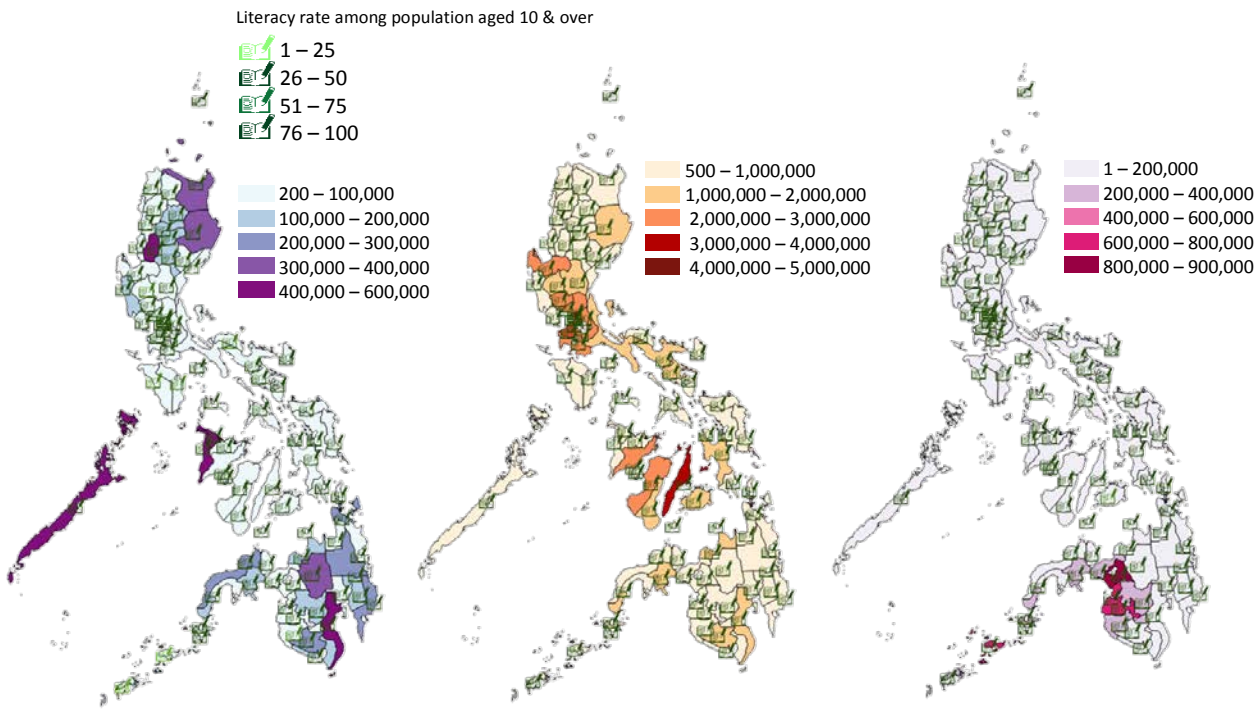 Literacy rate among population aged 10 & over
1 – 25
26 – 50
51 – 75
76 – 100
200 – 100,000
100,000 – 200,000
200,000 – 300,000
300,000 – 400,000
400,000 – 600,000
500 – 1,000,000
1,000,000 – 2,000,000
2,000,000 – 3,000,000
3,000,000 – 4,000,000
4,000,000 – 5,000,000
1 – 200,000
200,000 – 400,000
400,000 – 600,000
600,000 – 800,000
800,000 – 900,000